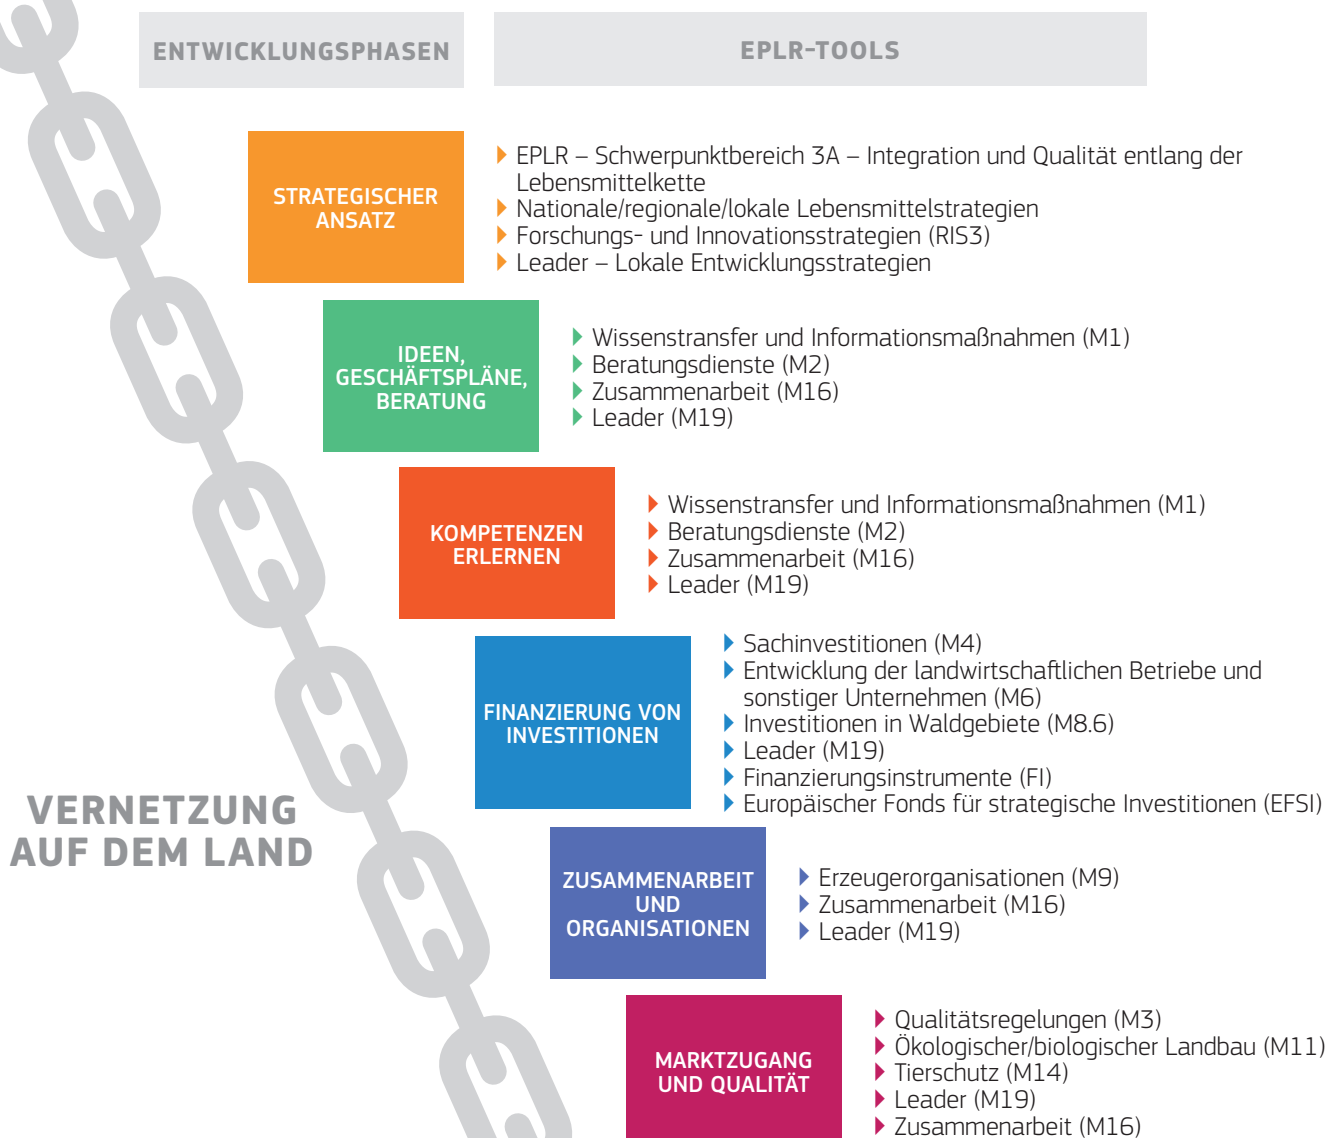 ENTWICKLUNGSPHASEN
EPLR-TOOLS
STRATEGISCHER
ANSATZ
EPLR – Schwerpunktbereich 3A – Integration und Qualität entlang der
Lebensmittelkette
Nationale/regionale/lokale Lebensmittelstrategien
Forschungs- und Innovationsstrategien (RIS3)
Leader – Lokale Entwicklungsstrategien
IDEEN,
GESCHÄFTSPLÄNE,
BERATUNG
Wissenstransfer und Informationsmaßnahmen (M1)
Beratungsdienste (M2)
Zusammenarbeit (M16)
Leader (M19)
KOMPETENZEN
ERLERNEN
Wissenstransfer und Informationsmaßnahmen (M1)
Beratungsdienste (M2)
Zusammenarbeit (M16)
Leader (M19)
FINANZIERUNG VON
INVESTITIONEN
Sachinvestitionen (M4)
Entwicklung der landwirtschaftlichen Betriebe und
sonstiger Unternehmen (M6)
Investitionen in Waldgebiete (M8.6)
Leader (M19)
Finanzierungsinstrumente (FI)
Europäischer Fonds für strategische Investitionen (EFSI)
VERNETZUNG
AUF DEM LAND
ZUSAMMENARBEIT
UND
ORGANISATIONEN
Erzeugerorganisationen (M9)
Zusammenarbeit (M16)
Leader (M19)
MARKTZUGANG
UND QUALITÄT
Qualitätsregelungen (M3)
Ökologischer/biologischer Landbau (M11)
Tierschutz (M14)
Leader (M19)
Zusammenarbeit (M16)